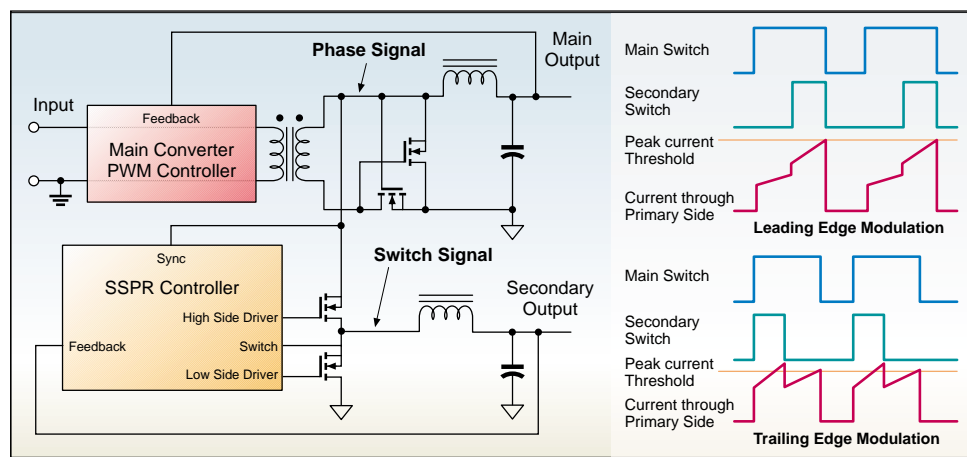 Phase Signal
Main
Output
Input
Feedback
Main Converter
PWM Controller
Sync
SSPR Controller
High Side Driver
Feedback
Switch
Low Side Driver
Switch Signal
Secondary
Output
Main Switch
Secondary
Switch
Peak current
Threshold
Current through
Primary Side
Leading Edge Modulation
Main Switch
Secondary
Switch
Peak current
Threshold
Current through
Primary Side
Trailing Edge Modulation